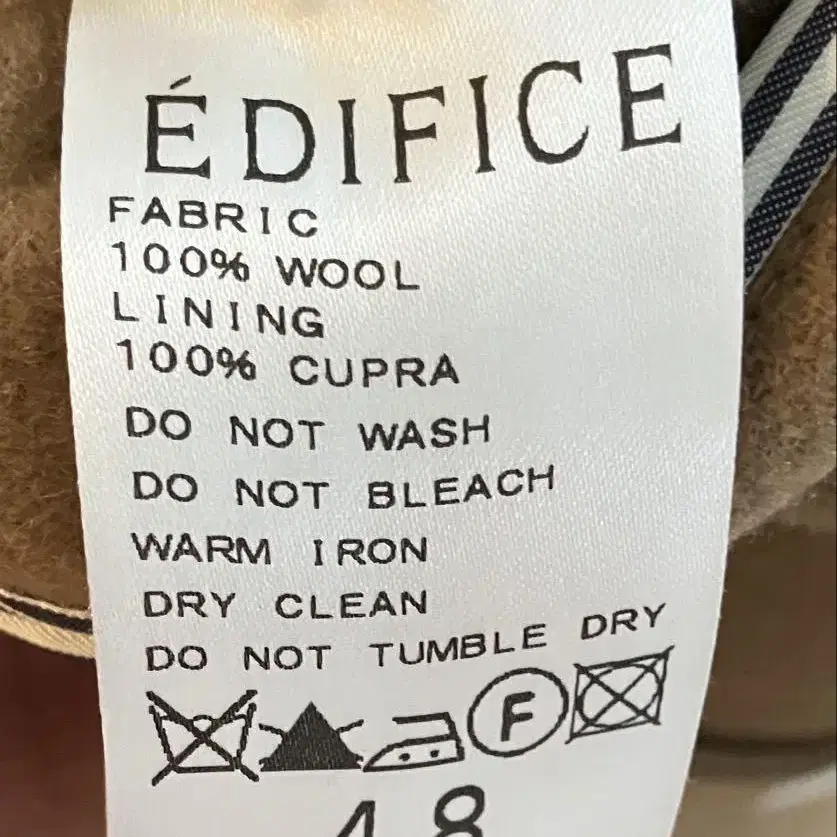 ÉDIFICE
FABRIC
100% WOOL
LINING
100% CUPRA
DO NOT WASH
DO NOT BLEACH
WARM IRON
DRY CLEAN
DO NOT TUMBLE DRY
F
48